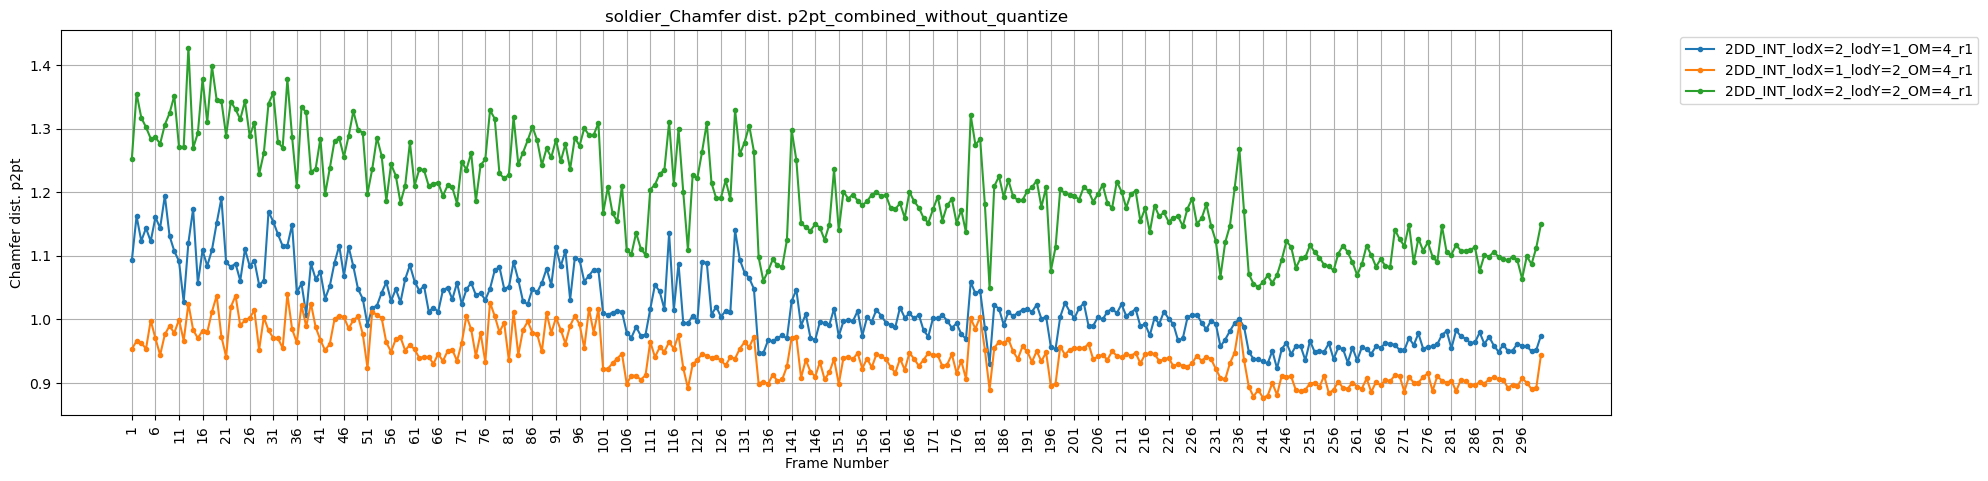 soldier_Chamfer dist. p2pt_combined_without_quantize
Chamfer dist. p2pt
1.4
1.3
1.2
1.1
1.0
0.9
1 6 11 16 21 26 31 36 41 46 51 56 61 66 71 76 81 86 91 96 101 106 111 116 121 126 131 136 141 146 151 156 161 166 171 176 181 186 191 196 201 206 211 216 221 226 231 236 241 246 251 256 261 266 271 276 281 286 291 296
Frame Number
2DD_INT_lodX=2_lodY=1_OM=4_r1
2DD_INT_lodX=1_lodY=2_OM=4_r1
2DD_INT_lodX=2_lodY=2_OM=4_r1